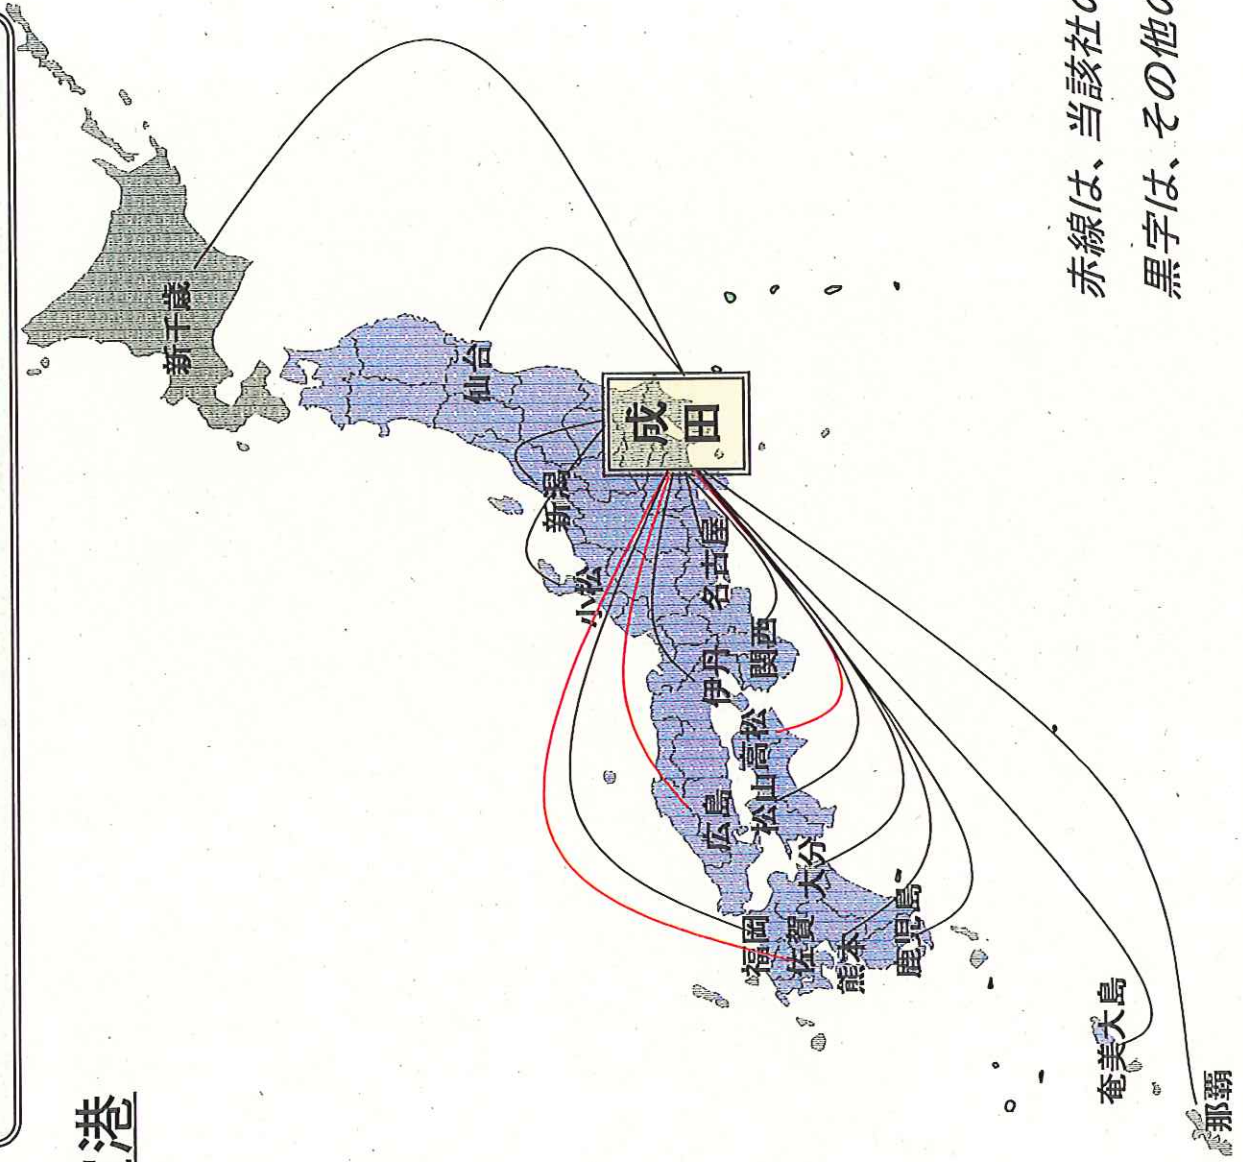 港
新千歳
仙台
新潟
小松
成
田
名古屋
伊丹
関西
広島
高松
松山
大分
福岡
佐賀
熊本
鹿児島
奄美大島
那覇
赤線は、当該社の
黒字は、その他の